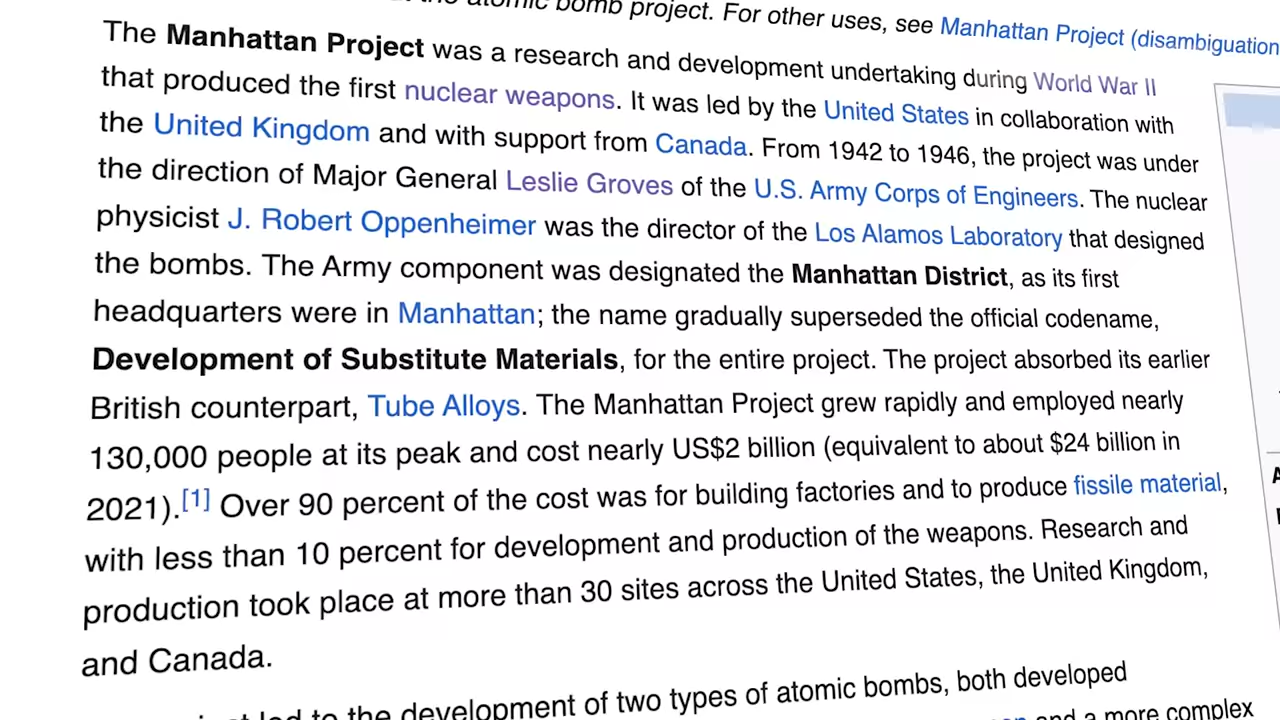 atomic bomb project. For other uses, see Manhattan Project (disambiguation
The Manhattan Project was a research and development undertaking during World War II
that produced the first nuclear weapons. It was led by the United States in collaboration with
the United Kingdom and with support from Canada. From 1942 to 1946, the project was under
the direction of Major General Leslie Groves of the U.S. Army Corps of Engineers. The nuclear
physicist J. Robert Oppenheimer was the director of the Los Alamos Laboratory that designed
the bombs. The Army component was designated the Manhattan District, as its first
headquarters were in Manhattan; the name gradually superseded the official codename,
Development of Substitute Materials, for the entire project. The project absorbed its earlier
British counterpart, Tube Alloys. The Manhattan Project grew rapidly and employed nearly
130,000 people at its peak and cost nearly US$2 billion (equivalent to about $24 billion in
2021).[1] Over 90 percent of the cost was for building factories and to produce fissile material,
with less than 10 percent for development and production of the weapons. Research and
production took place at more than 30 sites across the United States, the United Kingdom,
and Canada.
led to the development of two types of atomic bombs, both developed
and a more complex